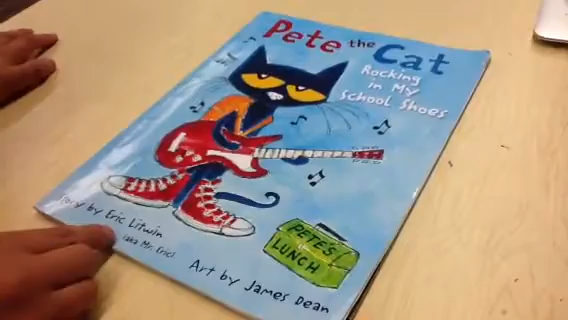 Pete the Cat
Rocking
in My
School Shoes
Story by Eric Litwin
(aka Mr. Eric)
Art by James Dean
PETE'S
LUNCH